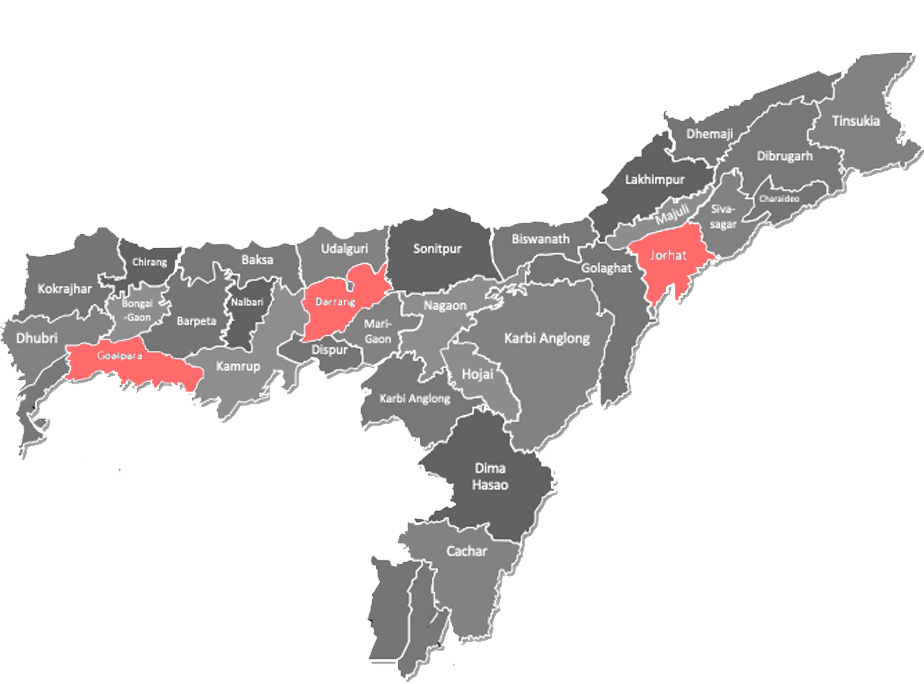 Tinsukia
Dhemaji
Dibrugarh
Lakhimpur
Charaideo
Majuli
Siva-
sagar
Udalguri
Sonitpur
Biswanath
Jorhat
Chirang
Baksa
Golaghat
Kokrajhar
Bongai
-Gaon
Nalbari
Darrang
Nagaon
Barpeta
Mari-
Gaon
Dhubri
Karbi Anglong
Goalpara
Dispur
Kamrup
Hojai
Karbi Anglong
Dima
Hasao
Cachar